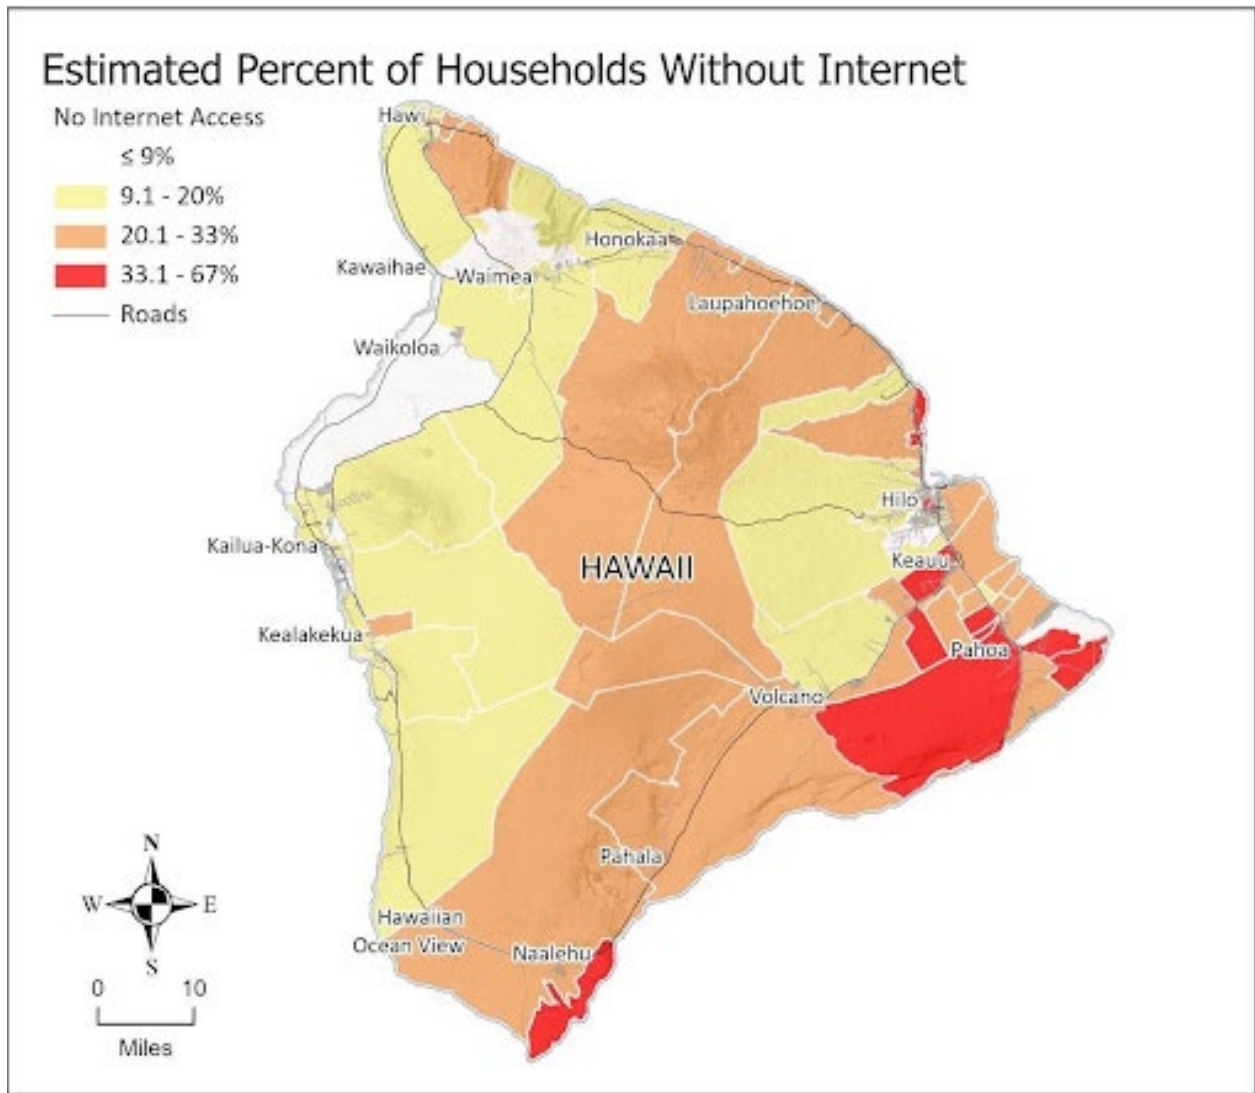 Estimated Percent of Households Without Internet
No Internet Access
≤ 9%
9.1 - 20%
20.1 - 33%
33.1 - 67%
Roads
Hawi
Honokaa
Kawaihae
Waimea
Laupahoehoe
Waikoloa
Hilo
Kailua-Kona
Keauu
HAWAII
Kealakekua
Pahoa
Volcano
Pahala
Hawaiian
Ocean View
Naalehu
N
W E
S
0 10
Miles